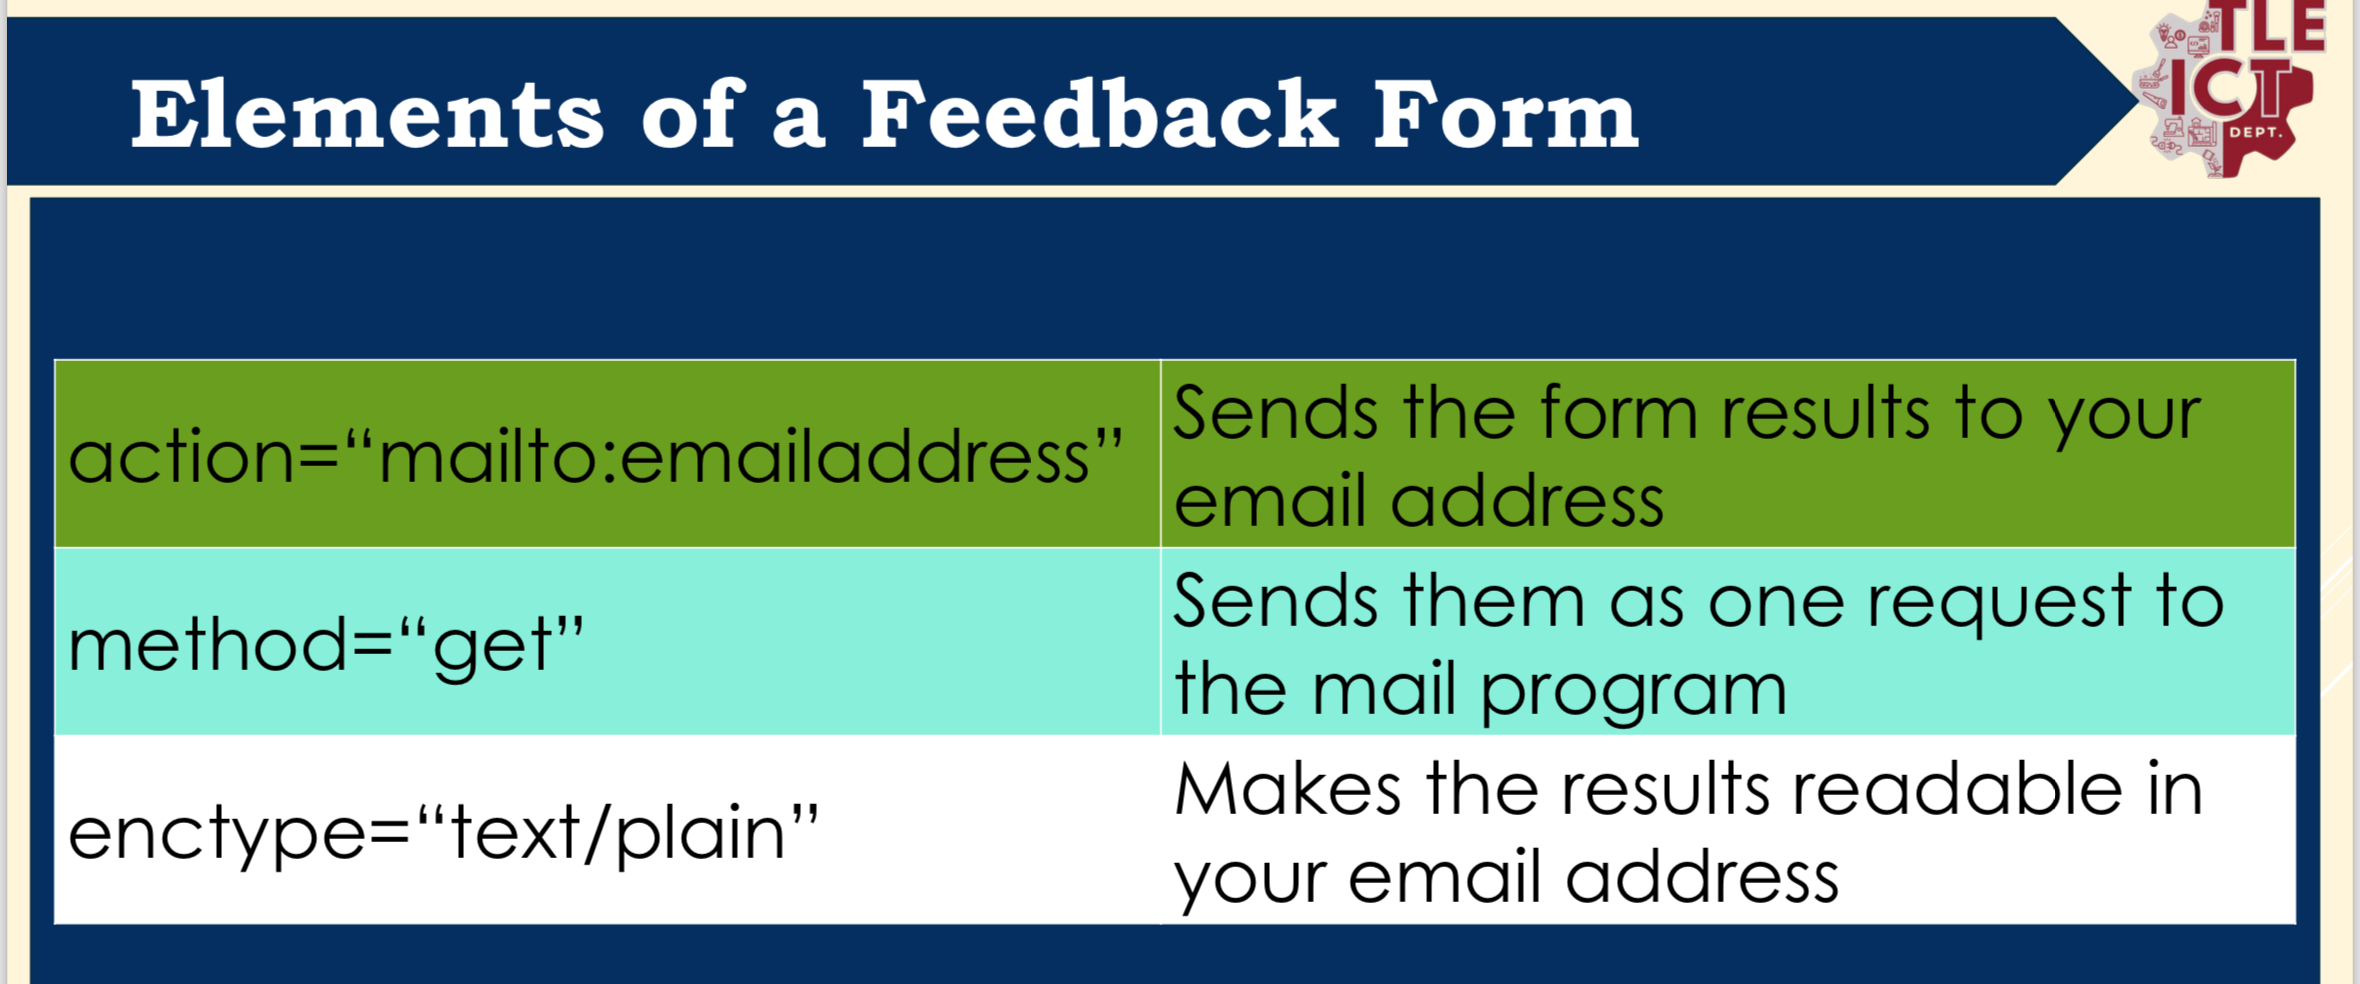 TLE
ICT
DEPT.
Elements of a Feedback Form
action=“mailto:emailaddress”
Sends the form results to your
email address
method=“get”
Sends them as one request to
the mail program
enctype=“text/plain”
Makes the results readable in
your email address